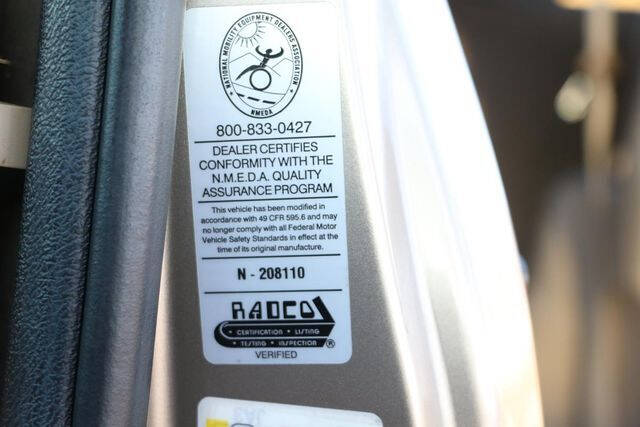 NATIONAL MOBILITY EQUIPMENT DEALERS ASSOCIATION
NMEDA
800-833-0427
DEALER CERTIFIES
CONFORMITY WITH THE
N.M.E.D.A. QUALITY
ASSURANCE PROGRAM
This vehicle has been modified in
accordance with 49 CFR 595.6 and may
no longer comply with all Federal Motor
Vehicle Safety Standards in effect at the
time of its original manufacture.
N - 208110
RADCO
CERTIFICATION • LISTING
• TESTING • INSPECTION ®
VERIFIED